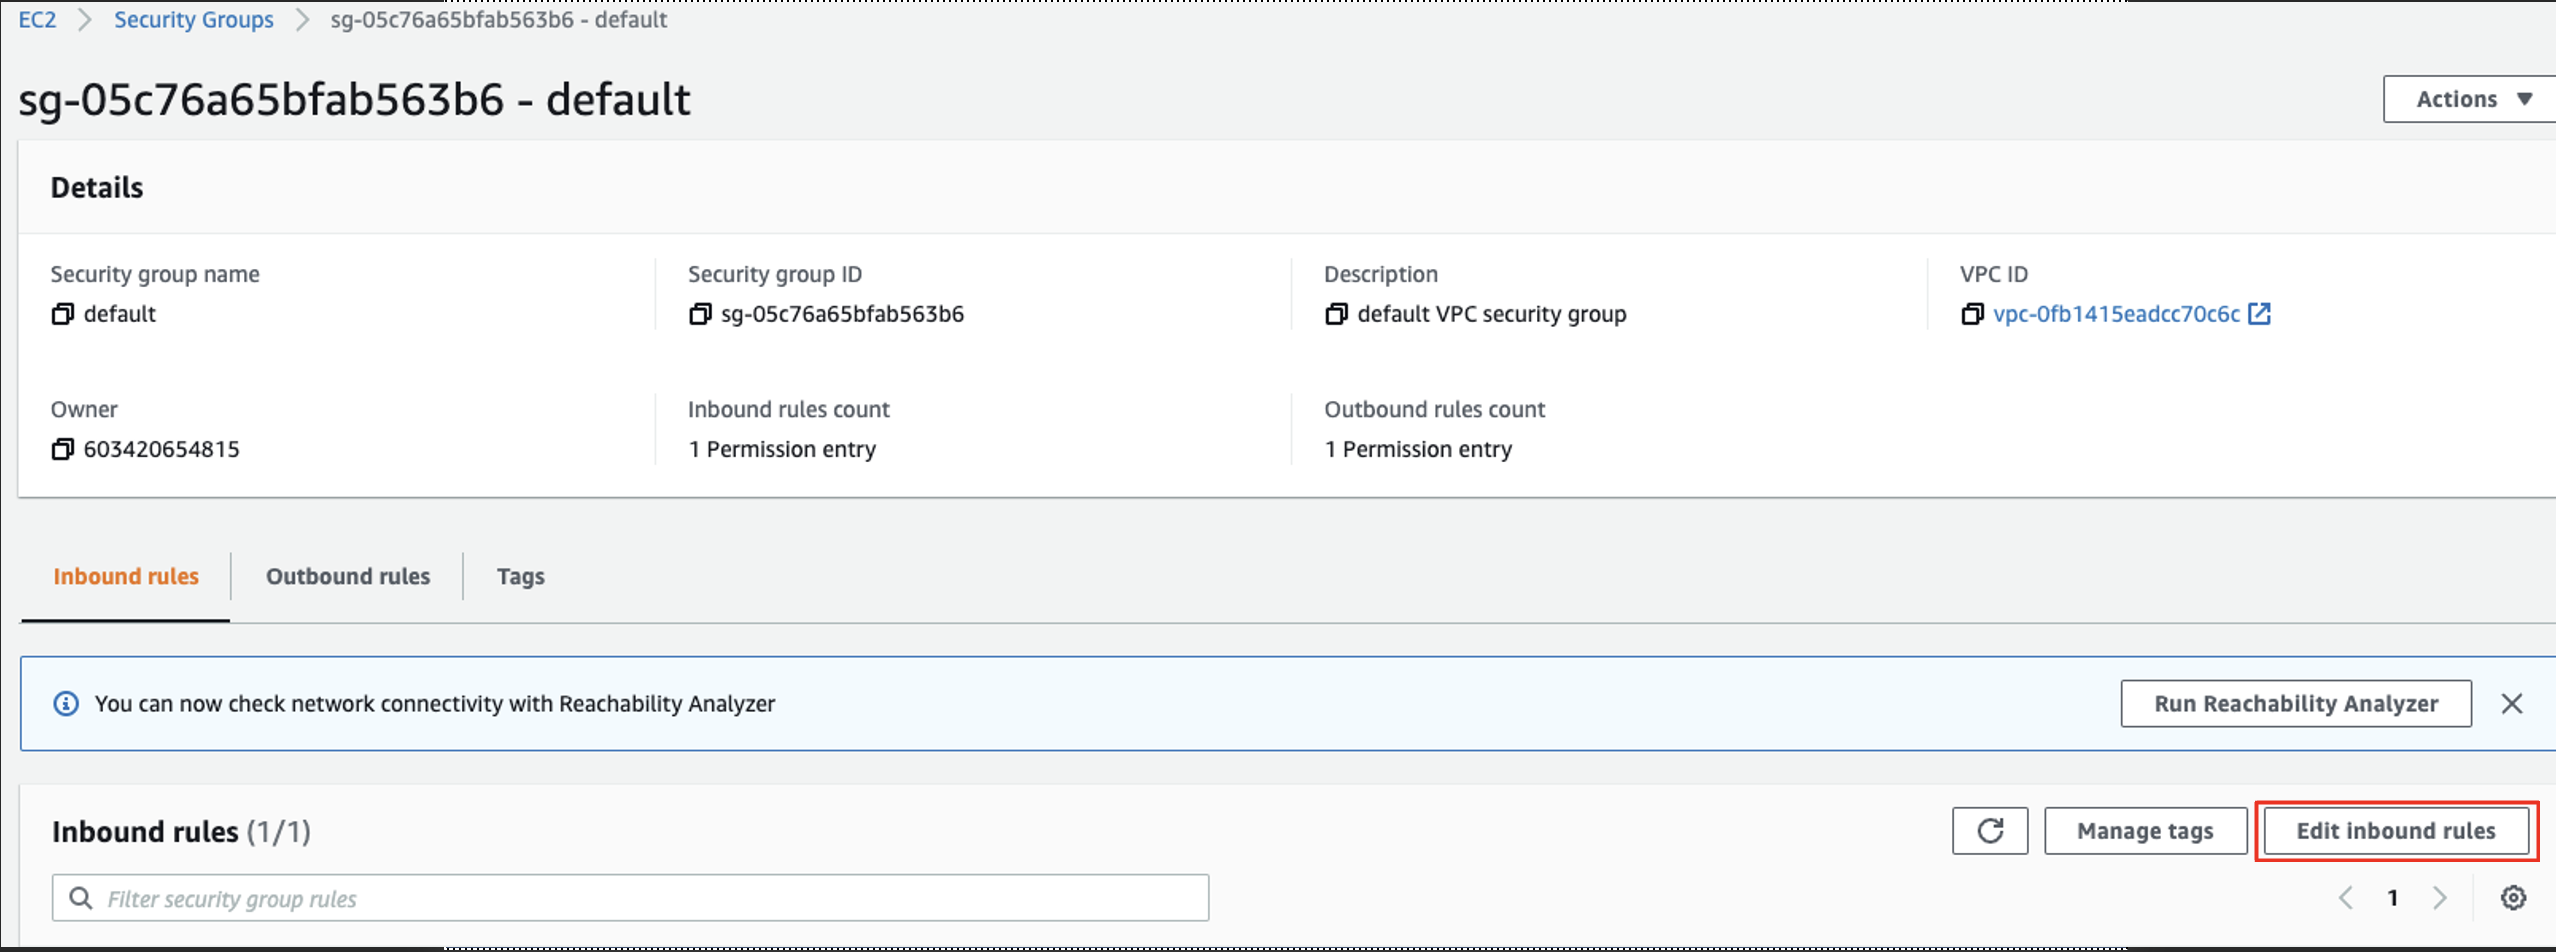 EC2 > Security Groups > sg-05c76a65bfab563b6 - default
sg-05c76a65bfab563b6 - default
Actions
Details
Security group name
default
Security group ID
sg-05c76a65bfab563b6
Description
default VPC security group
VPC ID
vpc-0fb1415eadcc70c6c
Owner
603420654815
Inbound rules count
1 Permission entry
Outbound rules count
1 Permission entry
Inbound rules
Outbound rules
Tags
You can now check network connectivity with Reachability Analyzer
Run Reachability Analyzer
Inbound rules (1/1)
Manage tags
Edit inbound rules
Filter security group rules
1